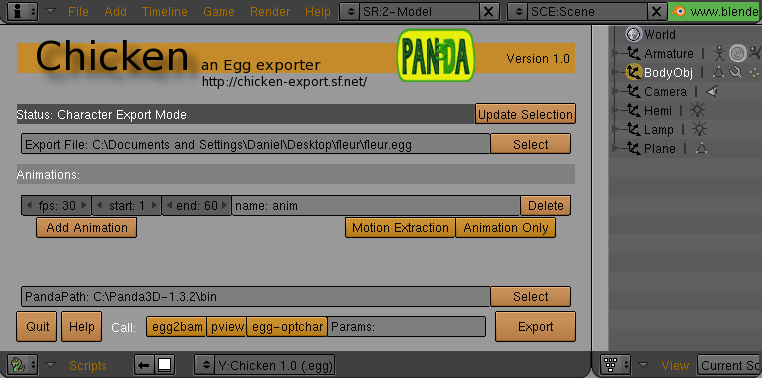 File Add Timeline Game Render Help SR:2-Model SCE:Scene www.blende
Chicken an Egg exporter
PANDA
Version 1.0
http://chicken-export.sf.net/
Status: Character Export Mode Update Selection
Export File: C:\Documents and Settings\Daniel\Desktop\fleur\fleur.egg Select
Animations:
fps: 30 start: 1 end: 60 name: anim Delete
Add Animation Motion Extraction Animation Only
PandaPath: C:\Panda3D-1.3.2\bin Select
Quit Help Call: egg2bam pview egg-optchar Params: Export
Scripts Y:Chicken 1.0 (.egg)
World
Armature
BodyObj
Camera
Hemi
Lamp
Plane
View Current Sc